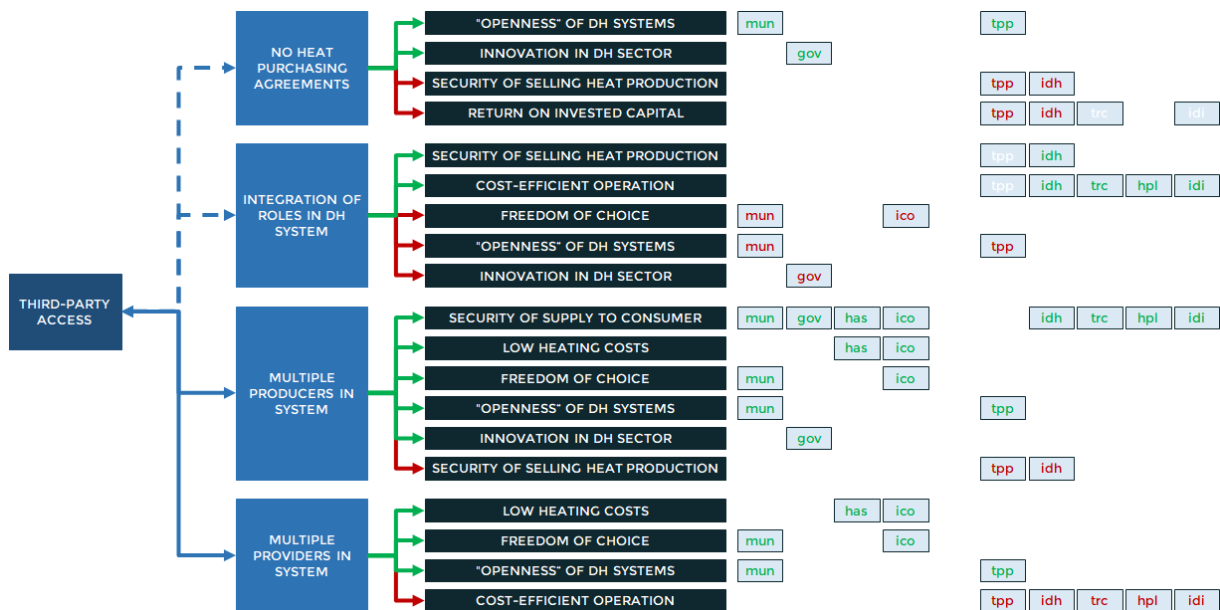 "OPENNESS" OF DH SYSTEMS mun tpp
NO HEAT
PURCHASING
AGREEMENTS
INNOVATION IN DH SECTOR gov
SECURITY OF SELLING HEAT PRODUCTION tpp idh
RETURN ON INVESTED CAPITAL tpp idh trc idi
SECURITY OF SELLING HEAT PRODUCTION tpp idh
INTEGRATION OF
ROLES IN DH
SYSTEM
COST-EFFICIENT OPERATION tpp idh trc hpl idi
FREEDOM OF CHOICE mun ico
"OPENNESS" OF DH SYSTEMS mun tpp
INNOVATION IN DH SECTOR gov
THIRD-PARTY
ACCESS
SECURITY OF SUPPLY TO CONSUMER mun gov has ico idh trc hpl idi
MULTIPLE
PRODUCERS IN
SYSTEM
LOW HEATING COSTS has ico
FREEDOM OF CHOICE mun ico
"OPENNESS" OF DH SYSTEMS mun tpp
INNOVATION IN DH SECTOR gov
SECURITY OF SELLING HEAT PRODUCTION tpp idh
MULTIPLE
PROVIDERS IN
SYSTEM
LOW HEATING COSTS has ico
FREEDOM OF CHOICE mun ico
"OPENNESS" OF DH SYSTEMS mun tpp
COST-EFFICIENT OPERATION tpp idh trc hpl idi